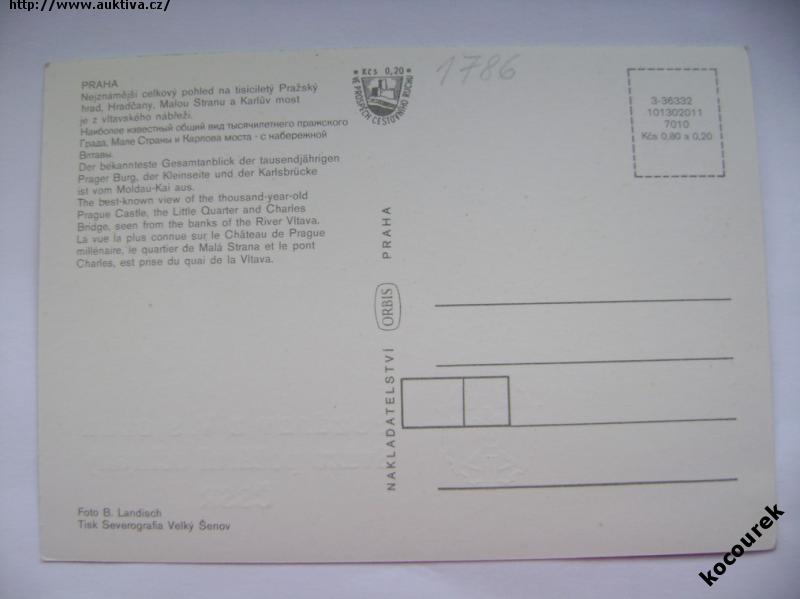 http://www.auktiva.cz/
PRAHA
Nejznámější celkový pohled na tisíciletý Pražský
hrad, Hradčany, Malou Stranu a Karlův most
je z vltavského nábřeží.
Наиболее известный общий вид тысячилетнего пражского
Града, Мале Страны и Карлова моста - с набережной
Влтавы.
Der bekannteste Gesamtanblick der tausendjährigen
Prager Burg, der Kleinseite und der Karlsbrücke
ist vom Moldau-Kai aus.
The best-known view of the thousand-year-old
Prague Castle, the Little Quarter and Charles
Bridge, seen from the banks of the River Vltava.
La vue la plus connue sur le Château de Prague
millénaire, le quartier de Malá Strana et le pont
Charles, est prise du quai de la Vltava.
* Kčs 0,20 *
VE PROSPĚCH CESTOVNÍHO RUCHU
1786
3-36332
101302011
7010
Kčs 0,80 a 0,20
NAKLADATELSTVÍ ORBIS PRAHA
Foto B. Landisch
Tisk Severografia Velký Šenov
kocourek